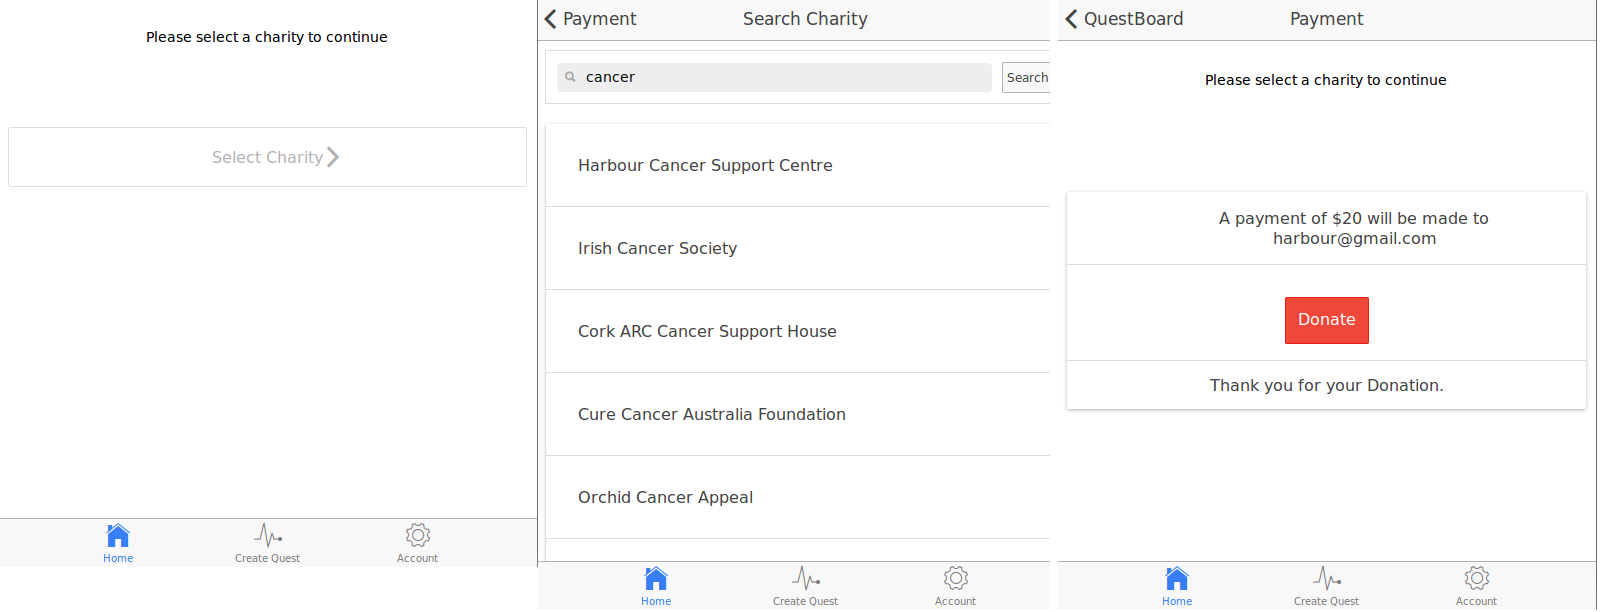 Please select a charity to continue
Select Charity
Home
Create Quest
Account
Payment
Search Charity
cancer
Search
Harbour Cancer Support Centre
Irish Cancer Society
Cork ARC Cancer Support House
Cure Cancer Australia Foundation
Orchid Cancer Appeal
Home
Create Quest
Account
QuestBoard
Payment
Please select a charity to continue
A payment of $20 will be made to
harbour@gmail.com
Donate
Thank you for your Donation.
Home
Create Quest
Account